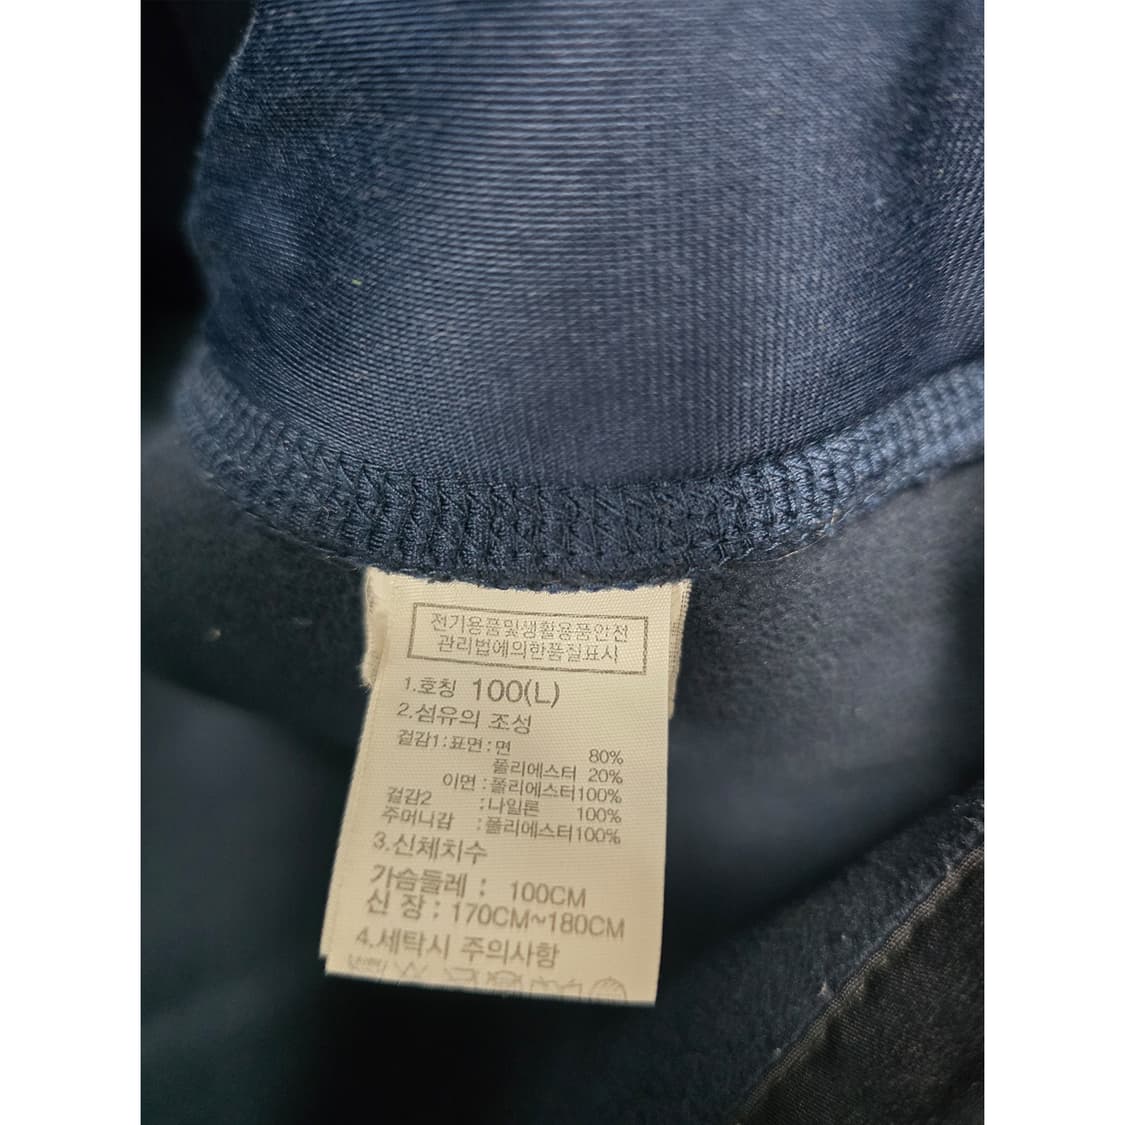 전기용품및생활용품안전
관리법에의한품질표시
1.호칭 100(L)
2.섬유의 조성
겉감1:표면:면 80%
폴리에스터 20%
이면:폴리에스터100%
겉감2 :나일론 100%
주머니감 :폴리에스터100%
3.신체치수
가슴둘레 : 100CM
신 장 : 170CM~180CM
4.세탁시 주의사항